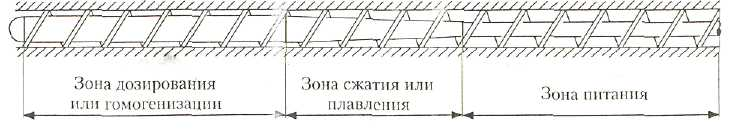 Зона дозирования
или гомогенизации
Зона сжатия или
плавления
Зона питания